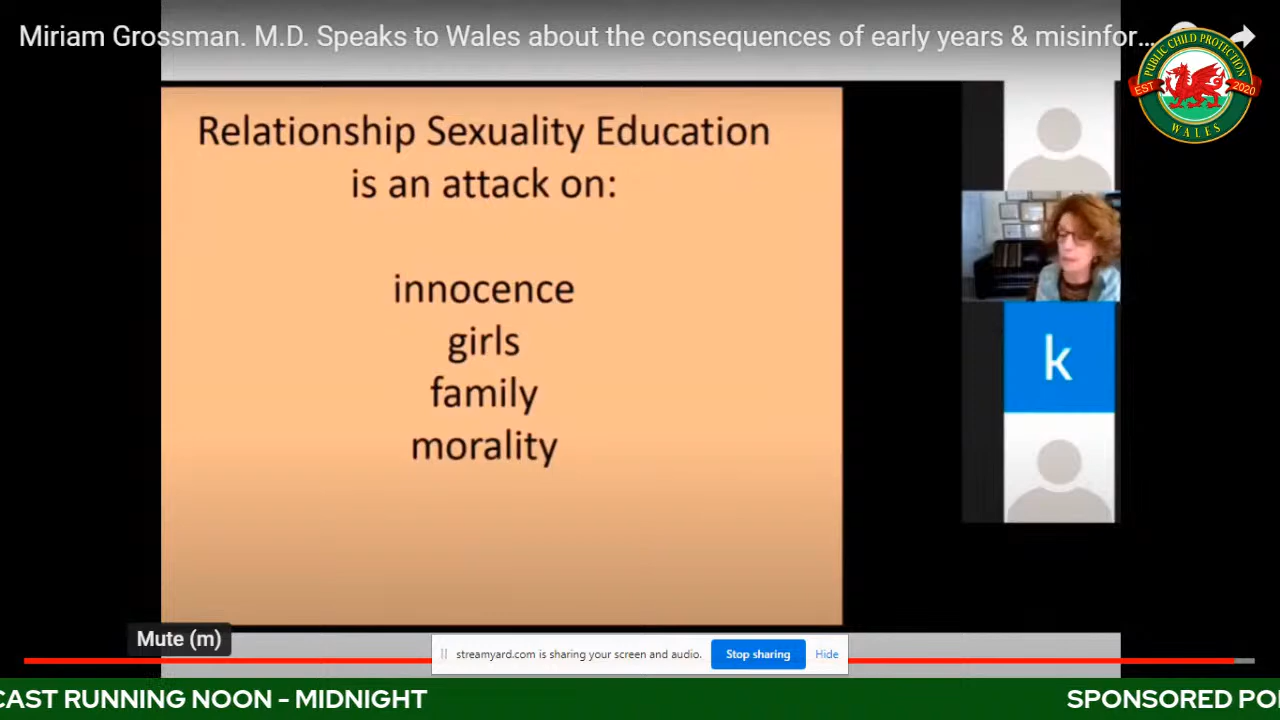 Miriam Grossman. M.D. Speaks to Wales about the consequences of early years & misinfor...
PUBLIC CHILD PROTECTION
EST 2020
WALES
Relationship Sexuality Education
is an attack on:
innocence
girls
family
morality
k
Mute (m)
streamyard.com is sharing your screen and audio. Stop sharing Hide
CAST RUNNING NOON - MIDNIGHT SPONSORED PO